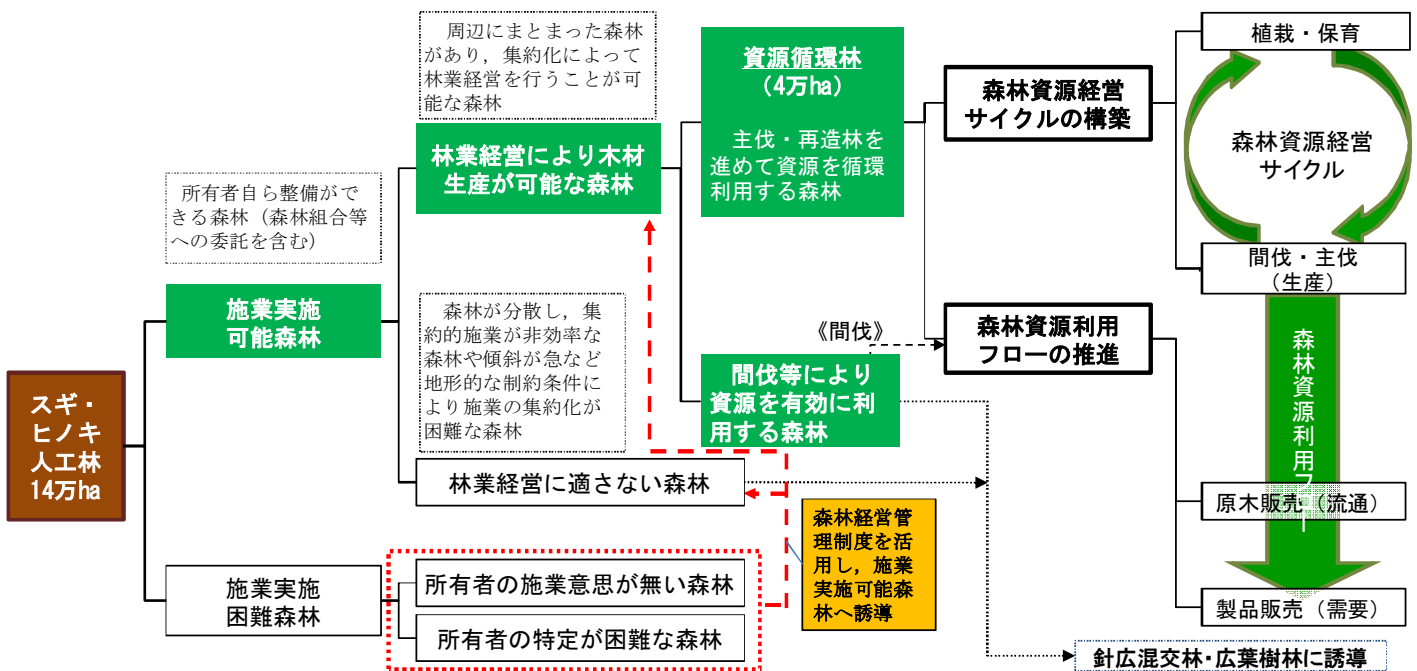 スギ・
ヒノキ
人工林
14万ha
所有者自ら整備がで
きる森林（森林組合等
への委託を含む）
施業実施
可能森林
施業実施
困難森林
周辺にまとまった森林
があり，集約化によって
林業経営を行うことが可
能な森林
林業経営により木材
生産が可能な森林
森林が分散し，集
約的施業が非効率な
森林や傾斜が急など
地形的な制約条件に
より施業の集約化が
困難な森林
林業経営に適さない森林
所有者の施業意思が無い森林
所有者の特定が困難な森林
資源循環林
（4万ha）
主伐・再造林を
進めて資源を循環
利用する森林
《間伐》
間伐等により
資源を有効に利
用する森林
森林経営管
理制度を活
用し，施業
実施可能森
林へ誘導
森林資源経営
サイクルの構築
森林資源利用
フローの推進
植栽・保育
森林資源経営
サイクル
間伐・主伐
（生産）
森林資源利用フロー
原木販売（流通）
製品販売（需要）
針広混交林・広葉樹林に誘導